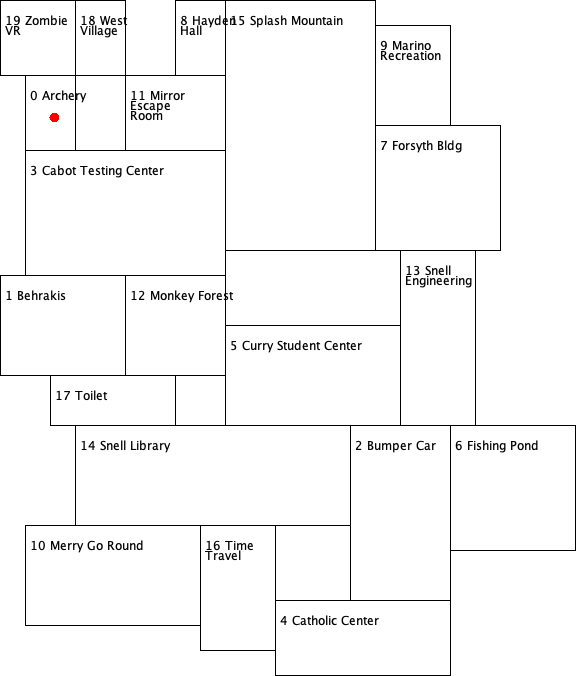 19 Zombie
VR
18 West
Village
8 Hayden
Hall
15 Splash Mountain
9 Marino
Recreation
0 Archery
11 Mirror
Escape
Room
7 Forsyth Bldg
3 Cabot Testing Center
13 Snell
Engineering
1 Behrakis
12 Monkey Forest
5 Curry Student Center
17 Toilet
14 Snell Library
2 Bumper Car
6 Fishing Pond
10 Merry Go Round
16 Time
Travel
4 Catholic Center